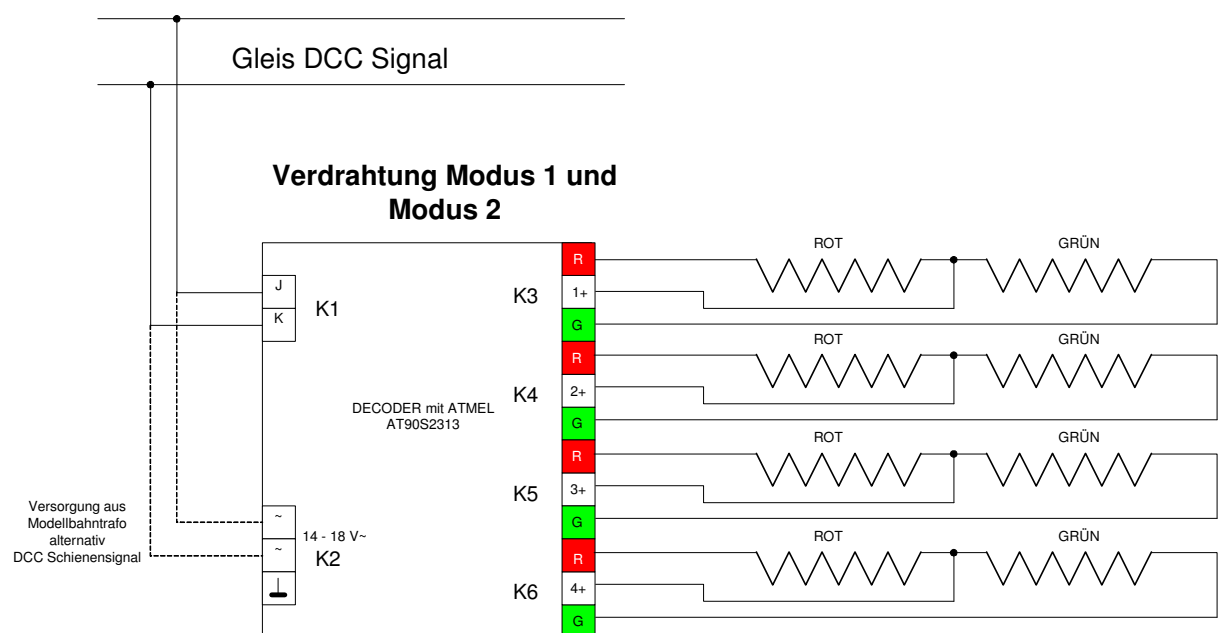 Gleis DCC Signal
Verdrahtung Modus 1 und
Modus 2
J
K
K1
DECODER mit ATMEL
AT90S2313
Versorgung aus
Modellbahntrafo
alternativ
DCC Schienensignal
~
14 - 18 V~
~
K2
K3
R
1+
G
ROT
GRÜN
K4
R
2+
G
ROT
GRÜN
K5
R
3+
G
ROT
GRÜN
K6
R
4+
G
ROT
GRÜN